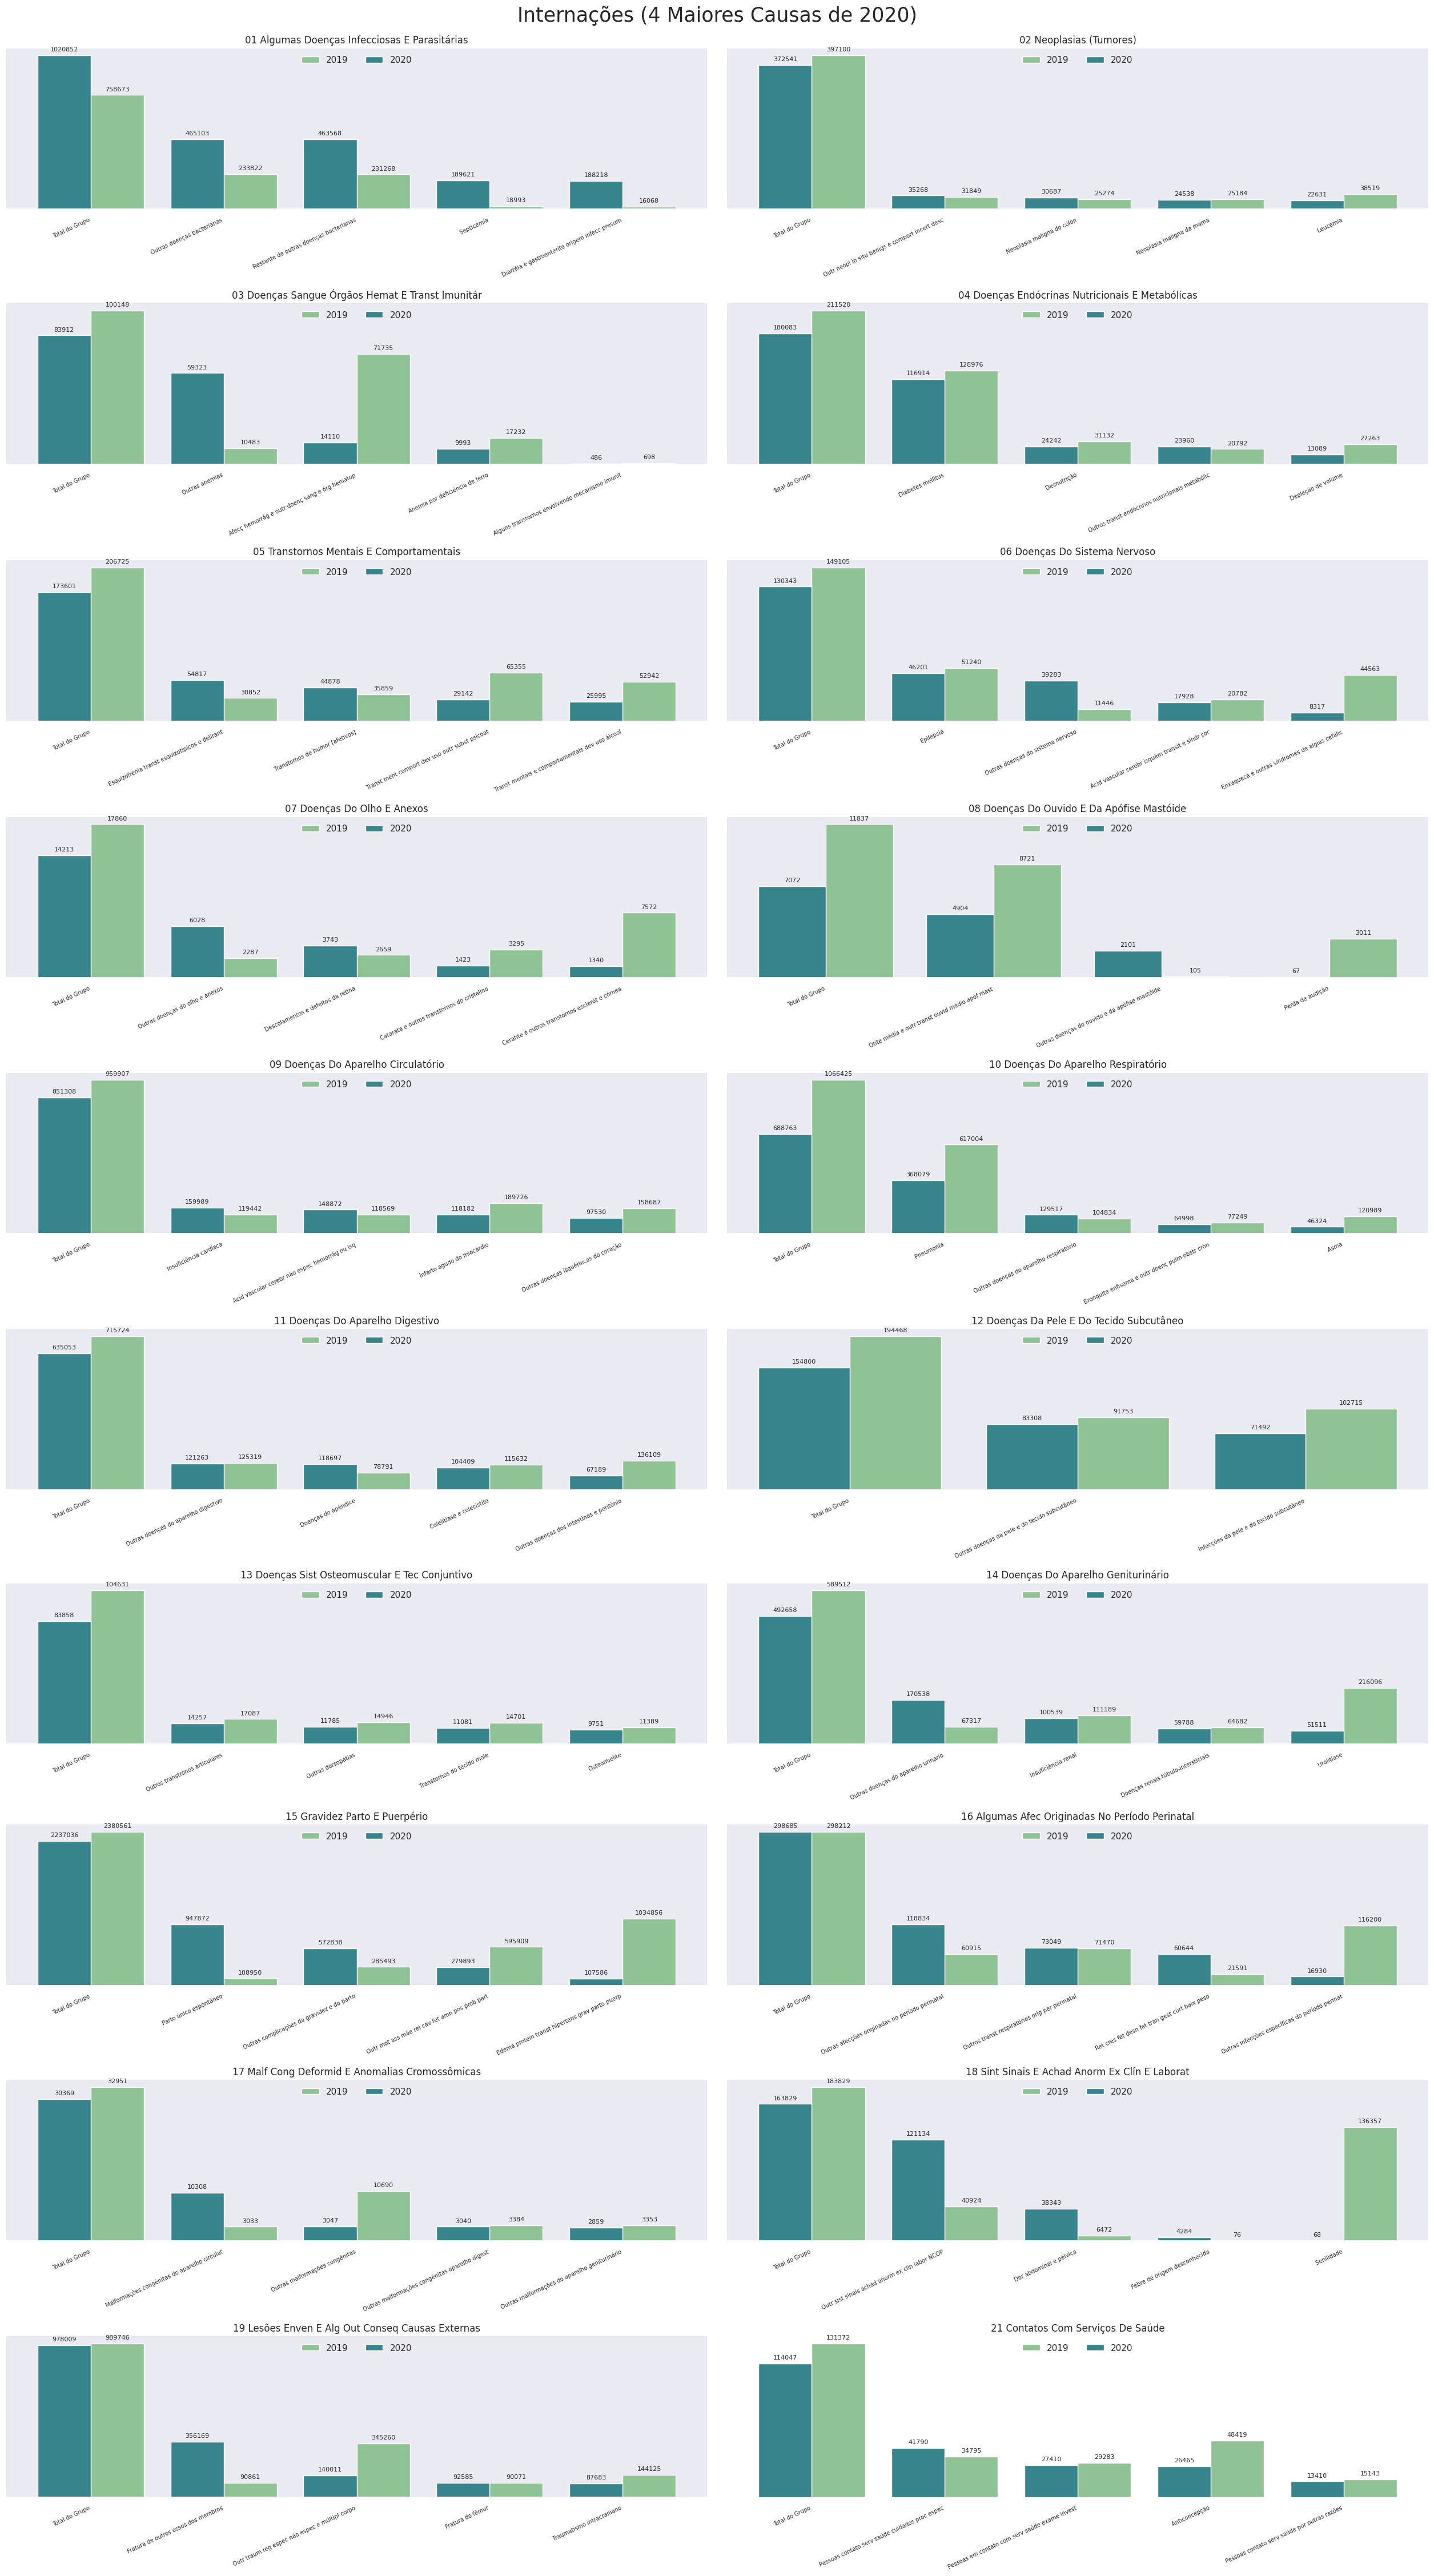 Internações (4 Maiores Causas de 2020)
01 Algumas Doenças Infecciosas E Parasitárias
2019 2020
1020852 758673 465103 233822 463568 231268 189621 18993 188218 16068
Total do Grupo
Outras doenças bacterianas
Restante de outras doenças bacterianas
Septicemia
Diarréia e gastroenterite origem infecc presum
02 Neoplasias (Tumores)
2019 2020
372541 397100 35268 31849 30687 25274 24538 25184 22631 38519
Total do Grupo
Outr neopl in situ benigs e comport incert desc
Neoplasia maligna do cólon
Neoplasia maligna da mama
Leucemia
03 Doenças Sangue Órgãos Hemat E Transt Imunitár
2019 2020
83912 100148 59323 10483 14110 71735 9993 17232 486 698
Total do Grupo
Outras anemias
Afecç hemorrág e outr doenç sang e órg hematop
Anemia por deficiência de ferro
Alguns transtornos envolvendo mecanismo imunit
04 Doenças Endócrinas Nutricionais E Metabólicas
2019 2020
180083 211520 116914 128976 24242 31132 23960 20792 13089 27263
Total do Grupo
Diabetes mellitus
Desnutrição
Outros transt endócrinos nutricionais metabólic
Depleção de volume
05 Transtornos Mentais E Comportamentais
2019 2020
173601 206725 54817 30852 44878 35859 29142 65355 25995 52942
Total do Grupo
Esquizofrenia transt esquizotípicos e delirant
Transtornos de humor [afetivos]
Transt ment comport dev uso outr subst psicoat
Transt mentais e comportamentais dev uso álcool
06 Doenças Do Sistema Nervoso
2019 2020
130343 149105 46201 51240 39283 11446 17928 20782 8317 44563
Total do Grupo
Epilepsia
Outras doenças do sistema nervoso
Acid vascular cerebr isquêm transit e síndr cor
Enxaqueca e outras síndromes de algias cefálic
07 Doenças Do Olho E Anexos
2019 2020
14213 17860 6028 2287 3743 2659 1423 3295 1340 7572
Total do Grupo
Outras doenças do olho e anexos
Descolamentos e defeitos da retina
Catarata e outros transtornos do cristalino
Ceratite e outros transtornos esclerót e córnea
08 Doenças Do Ouvido E Da Apófise Mastóide
2019 2020
7072 11837 4904 8721 2101 105 67 3011
Total do Grupo
Otite média e outr transt ouvid médio apóf mast
Outras doenças do ouvido e da apófise mastóide
Perda de audição
09 Doenças Do Aparelho Circulatório
2019 2020
851308 959907 159989 119442 148872 118569 118182 189726 97530 158687
Total do Grupo
Insuficiência cardíaca
Acid vascular cerebr não espec hemorrág ou isq
Infarto agudo do miocárdio
Outras doenças isquêmicas do coração
10 Doenças Do Aparelho Respiratório
2019 2020
688763 1066425 368079 617004 129517 104834 64998 77249 46324 120989
Total do Grupo
Pneumonia
Outras doenças do aparelho respiratório
Bronquite enfisema e outr doenç pulm obstr crôn
Asma
11 Doenças Do Aparelho Digestivo
2019 2020
635053 715724 121263 125319 118697 78791 104409 115632 67189 136109
Total do Grupo
Outras doenças do aparelho digestivo
Doenças do apêndice
Colelitíase e colecistite
Outras doenças dos intestinos e peritônio
12 Doenças Da Pele E Do Tecido Subcutâneo
2019 2020
154800 194468 83308 91753 71492 102715
Total do Grupo
Outras doenças da pele e do tecido subcutâneo
Infecções da pele e do tecido subcutâneo
13 Doenças Sist Osteomuscular E Tec Conjuntivo
2019 2020
83858 104631 14257 17087 11785 14946 11081 14701 9751 11389
Total do Grupo
Outros transtronos articulares
Outras dorsopatias
Transtornos do tecido mole
Osteomielite
14 Doenças Do Aparelho Geniturinário
2019 2020
492658 589512 170538 67317 100539 111189 59788 64682 51511 216096
Total do Grupo
Outras doenças do aparelho urinário
Insuficiência renal
Doenças renais túbulo-intersticiais
Urolitíase
15 Gravidez Parto E Puerpério
2019 2020
2237036 2380561 947872 108950 572838 285493 279893 595909 107586 1034856
Total do Grupo
Parto único espontâneo
Outras complicações da gravidez e do parto
Outr mot ass mãe rel cav fet amn pos prob part
Edema protein transt hipertens grav parto puerp
16 Algumas Afec Originadas No Período Perinatal
2019 2020
298685 298212 118834 60915 73049 71470 60644 21591 16930 116200
Total do Grupo
Outras afecções originadas no período perinatal
Outros transt respiratórios orig per perinatal
Ret cres fet desn fet tran gest curt baix peso
Outras infecções específicas do período perinat
17 Malf Cong Deformid E Anomalias Cromossômicas
2019 2020
30369 32951 10308 3033 3047 10690 3040 3384 2859 3353
Total do Grupo
Malformações congênitas do aparelho circulat
Outras malformações congênitas
Outras malformações congênitas aparelho digest
Outras malformações do aparelho geniturinário
18 Sint Sinais E Achad Anorm Ex Clín E Laborat
2019 2020
163829 183829 121134 40924 38343 6472 4284 76 68 136357
Total do Grupo
Outr sist sinais achad anorm ex clín labor NCOP
Dor abdominal e pélvica
Febre de origem desconhecida
Senilidade
19 Lesões Enven E Alg Out Conseq Causas Externas
2019 2020
978009 989746 356169 90861 140011 345260 92585 90071 87683 144125
Total do Grupo
Fratura de outros ossos dos membros
Outr traum reg espec não espec e múltipl corpo
Fratura do fêmur
Traumatismo intracraniano
21 Contatos Com Serviços De Saúde
2019 2020
114047 131372 41790 34795 27410 29283 26465 48419 13410 15143
Total do Grupo
Pessoas contato serv saúde cuidados proc espec
Pessoas em contato com serv saúde exame invest
Anticoncepção
Pessoas contato serv saúde por outras razões